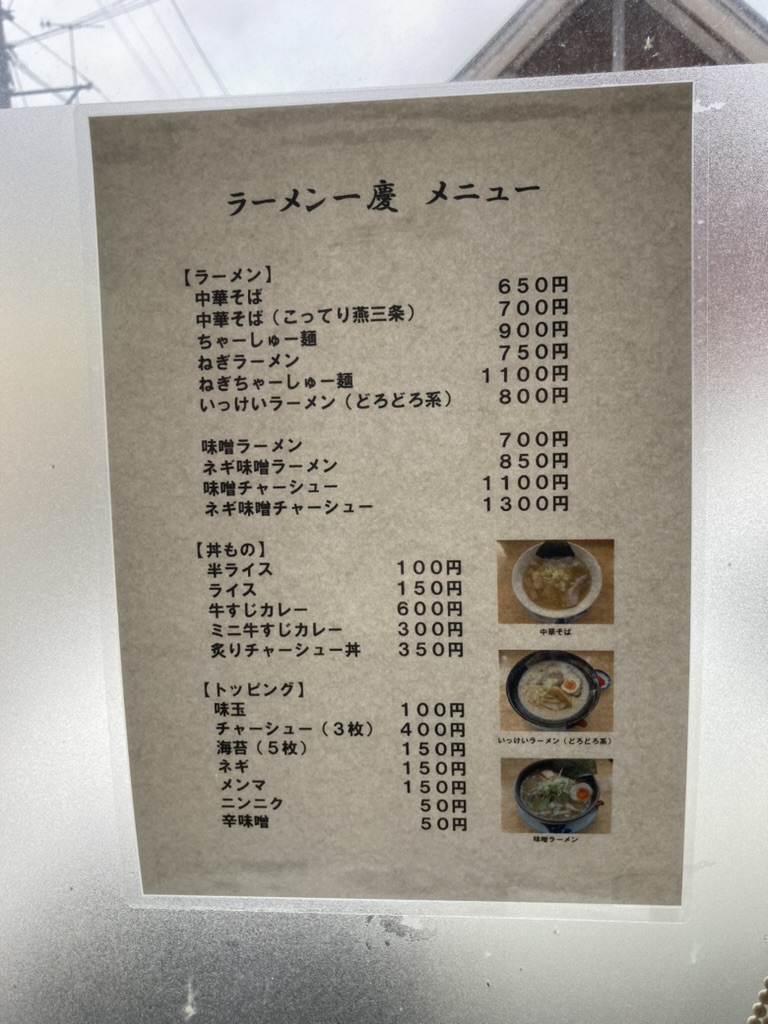 ラーメン一慶 メニュー
【ラーメン】
中華そば 650円
中華そば（こってり燕三条） 700円
ちゃーしゅー麺 900円
ねぎラーメン 750円
ねぎちゃーしゅー麺 1100円
いっけいラーメン（どろどろ系） 800円
味噌ラーメン 700円
ネギ味噌ラーメン 850円
味噌チャーシュー 1100円
ネギ味噌チャーシュー 1300円
【丼もの】
半ライス 100円
ライス 150円
牛すじカレー 600円
ミニ牛すじカレー 300円
炙りチャーシュー丼 350円
【トッピング】
味玉 100円
チャーシュー（3枚） 400円
海苔（5枚） 150円
ネギ 150円
メンマ 150円
ニンニク 50円
辛味噌 50円
中華そば
いっけいラーメン（どろどろ系）
味噌ラーメン